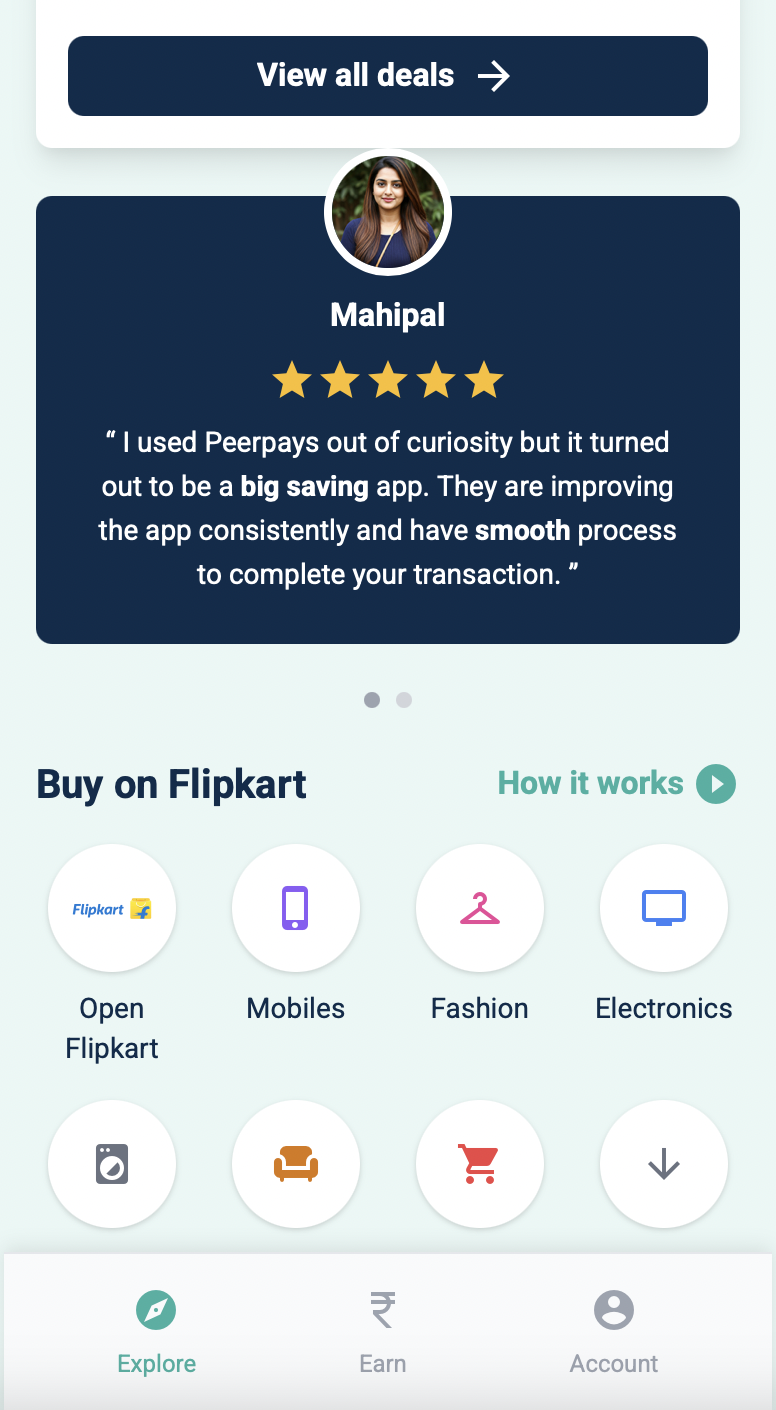 View all deals
Mahipal
“ I used Peerpays out of curiosity but it turned
out to be a big saving app. They are improving
the app consistently and have smooth process
to complete your transaction. ”
Buy on Flipkart
How it works
Flipkart
Open
Flipkart
Mobiles
Fashion
Electronics
Explore
Earn
Account